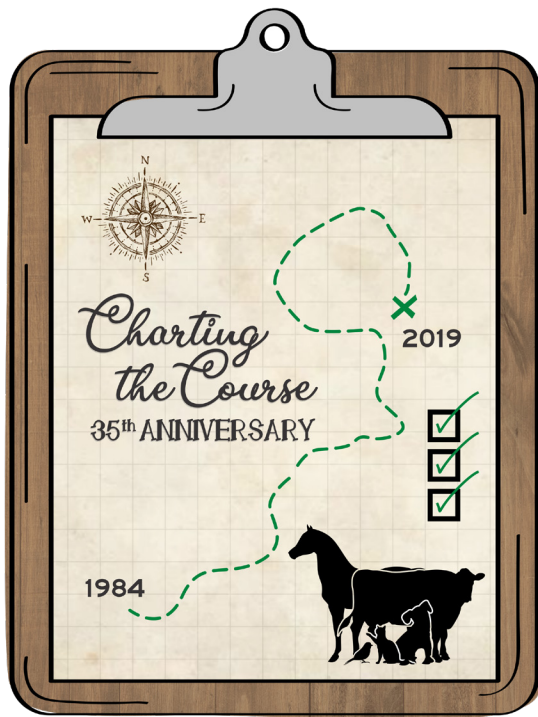 N
W E
S
Charting
the Course
35th ANNIVERSARY
2019
1984